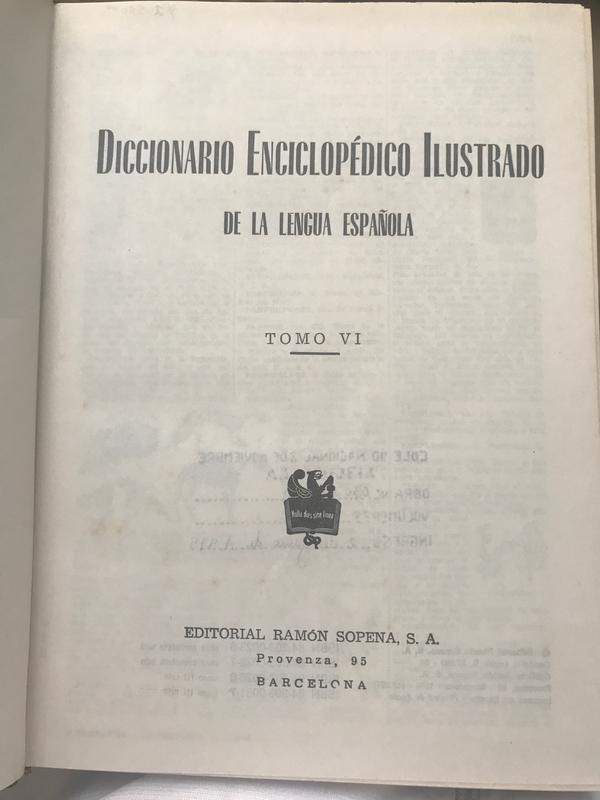 DICCIONARIO ENCICLOPÉDICO ILUSTRADO
DE LA LENGUA ESPAÑOLA
TOMO VI
Nulla dies sine linea
EDITORIAL RAMÓN SOPENA, S. A.
Provenza, 95
BARCELONA